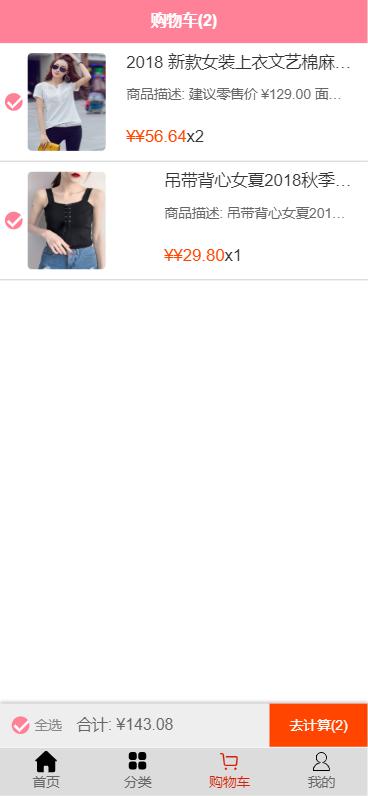 购物车(2)
2018 新款女装上衣文艺棉麻…
商品描述: 建议零售价 ¥129.00 面…
¥¥56.64x2
吊带背心女夏2018秋季…
商品描述: 吊带背心女夏201…
¥¥29.80x1
全选 合计: ¥143.08 去计算(2)
首页 分类 购物车 我的